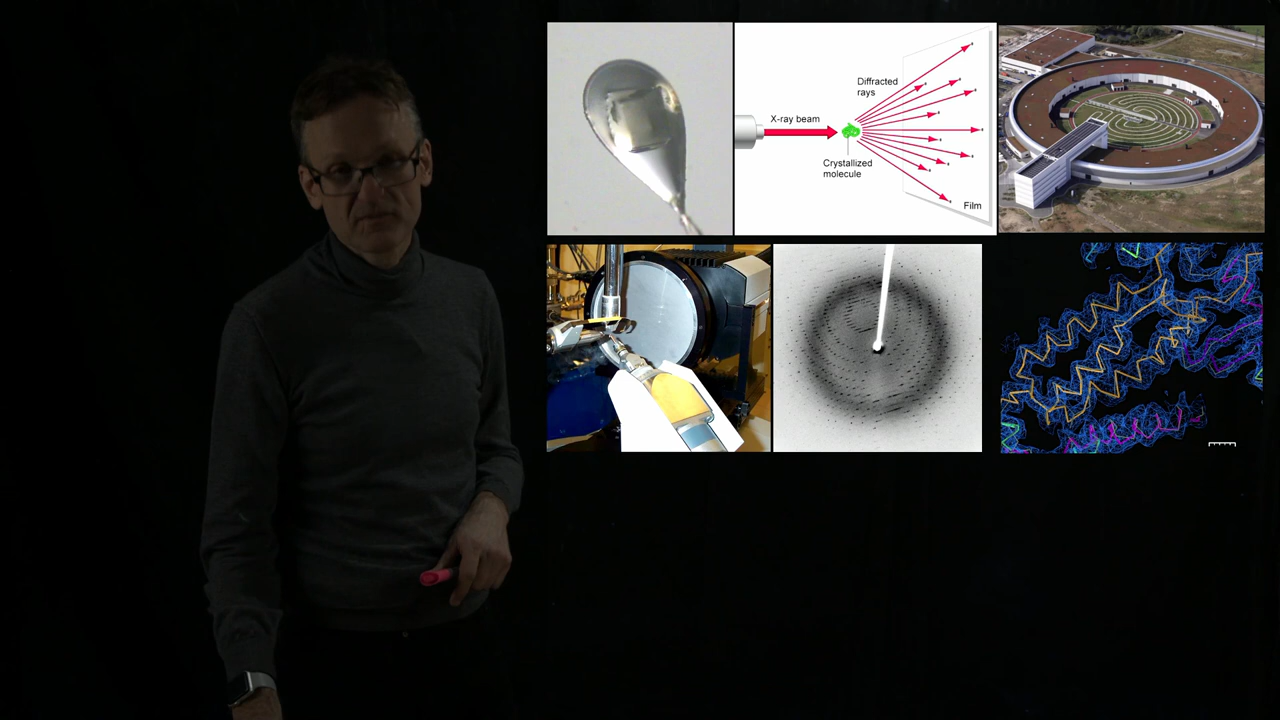 Diffracted
rays
X-ray beam
Crystallized
molecule
Film